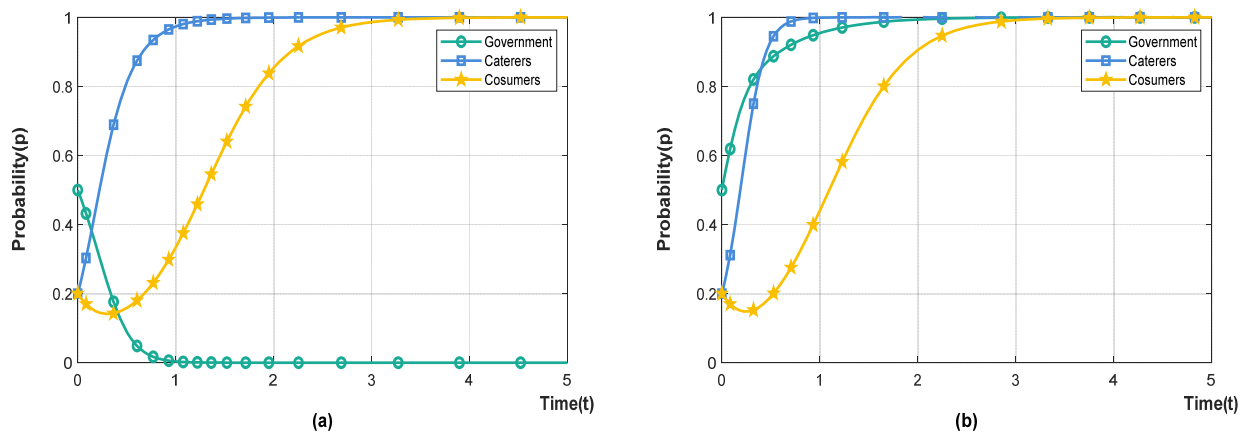 1
0.8
0.6
0.4
0.2
0
Probability(p)
0 1 2 3 4 5
Time(t)
Government
Caterers
Cosumers
(a)
1
0.8
0.6
0.4
0.2
0
Probability(p)
0 1 2 3 4 5
Time(t)
Government
Caterers
Cosumers
(b)